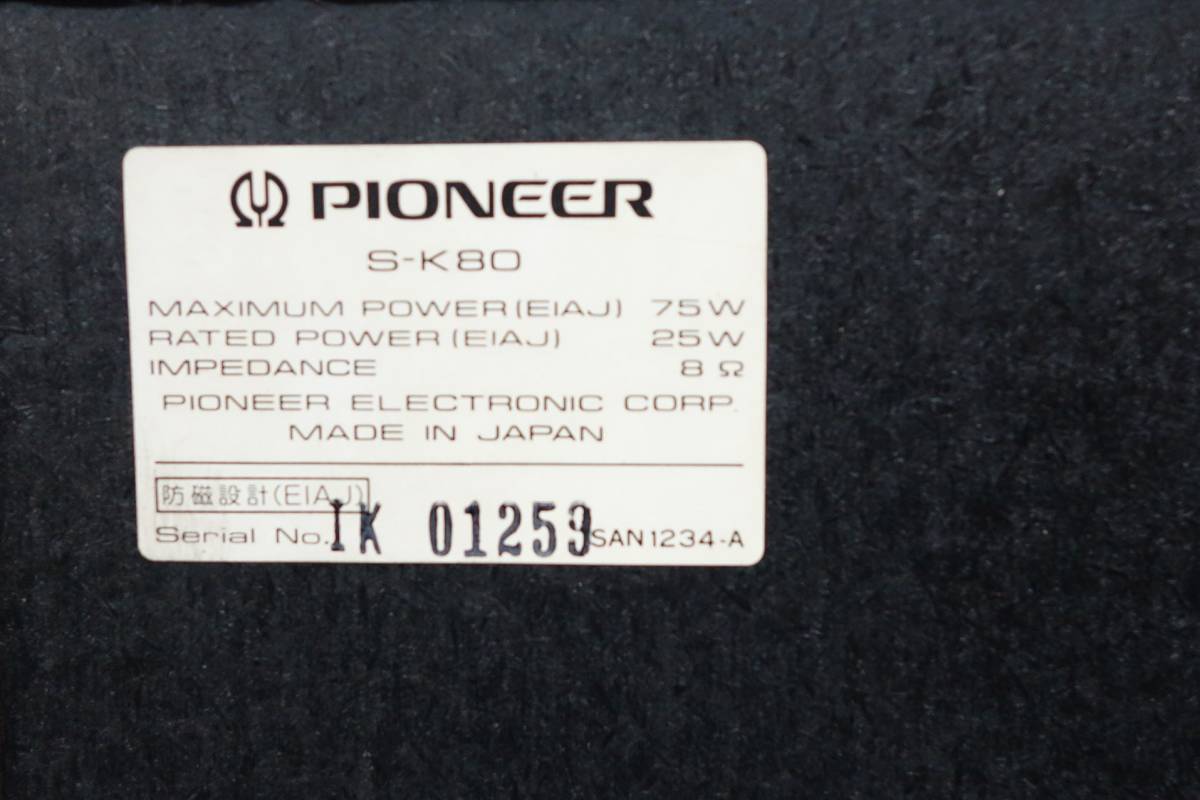 PIONEER
S-K80
MAXIMUM POWER (EIAJ) 75W
RATED POWER (EIAJ) 25W
IMPEDANCE 8 Ω
PIONEER ELECTRONIC CORP.
MADE IN JAPAN
防磁設計(EIAJ)
Serial No. IK 01253 SAN1234-A